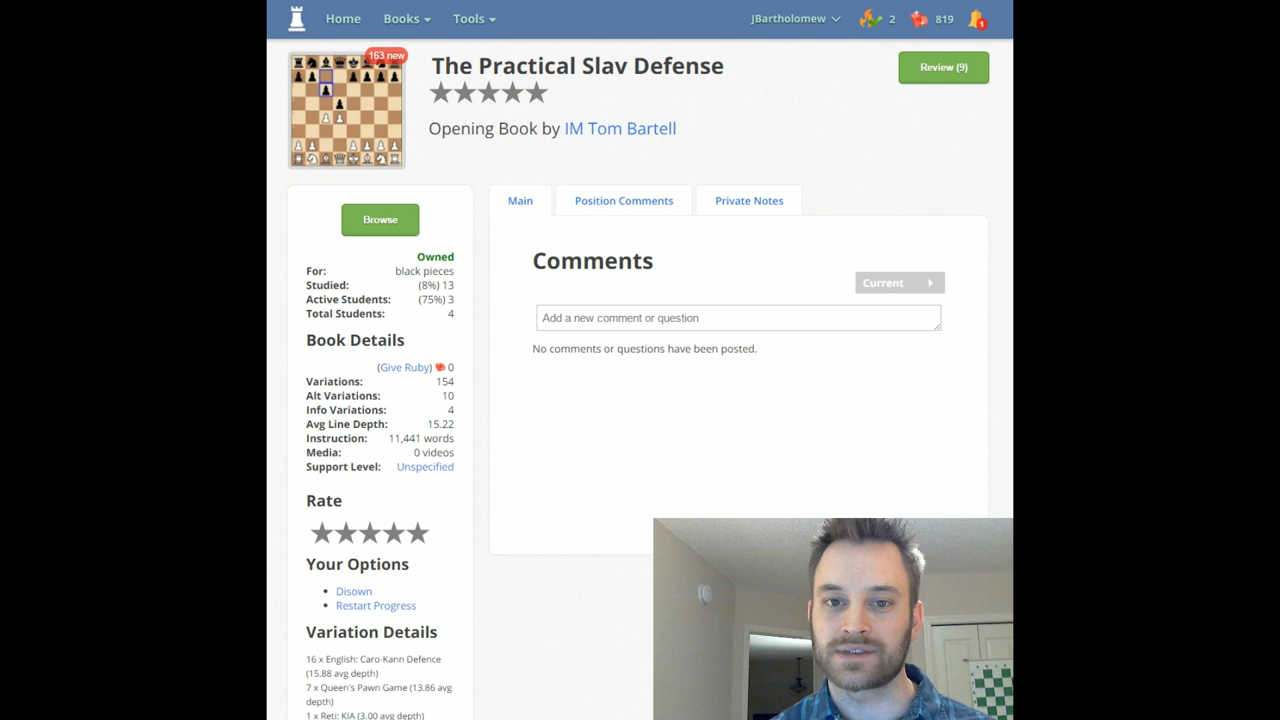 Home Books Tools JBartholomew 2 819 1
163 new
The Practical Slav Defense
Review (9)
Opening Book by IM Tom Bartell
Main Position Comments Private Notes
Browse
Owned
For: black pieces
Studied: (8%) 13
Active Students: (75%) 3
Total Students: 4
Book Details
(Give Ruby) 0
Variations: 154
Alt Variations: 10
Info Variations: 4
Avg Line Depth: 15.22
Instruction: 11,441 words
Media: 0 videos
Support Level: Unspecified
Rate
Your Options
• Disown
• Restart Progress
Variation Details
16 x English: Caro-Kann Defence
(15.88 avg depth)
7 x Queen's Pawn Game (13.86 avg
depth)
1 x Reti: KIA (3.00 avg depth)
Comments
Current
Add a new comment or question
No comments or questions have been posted.